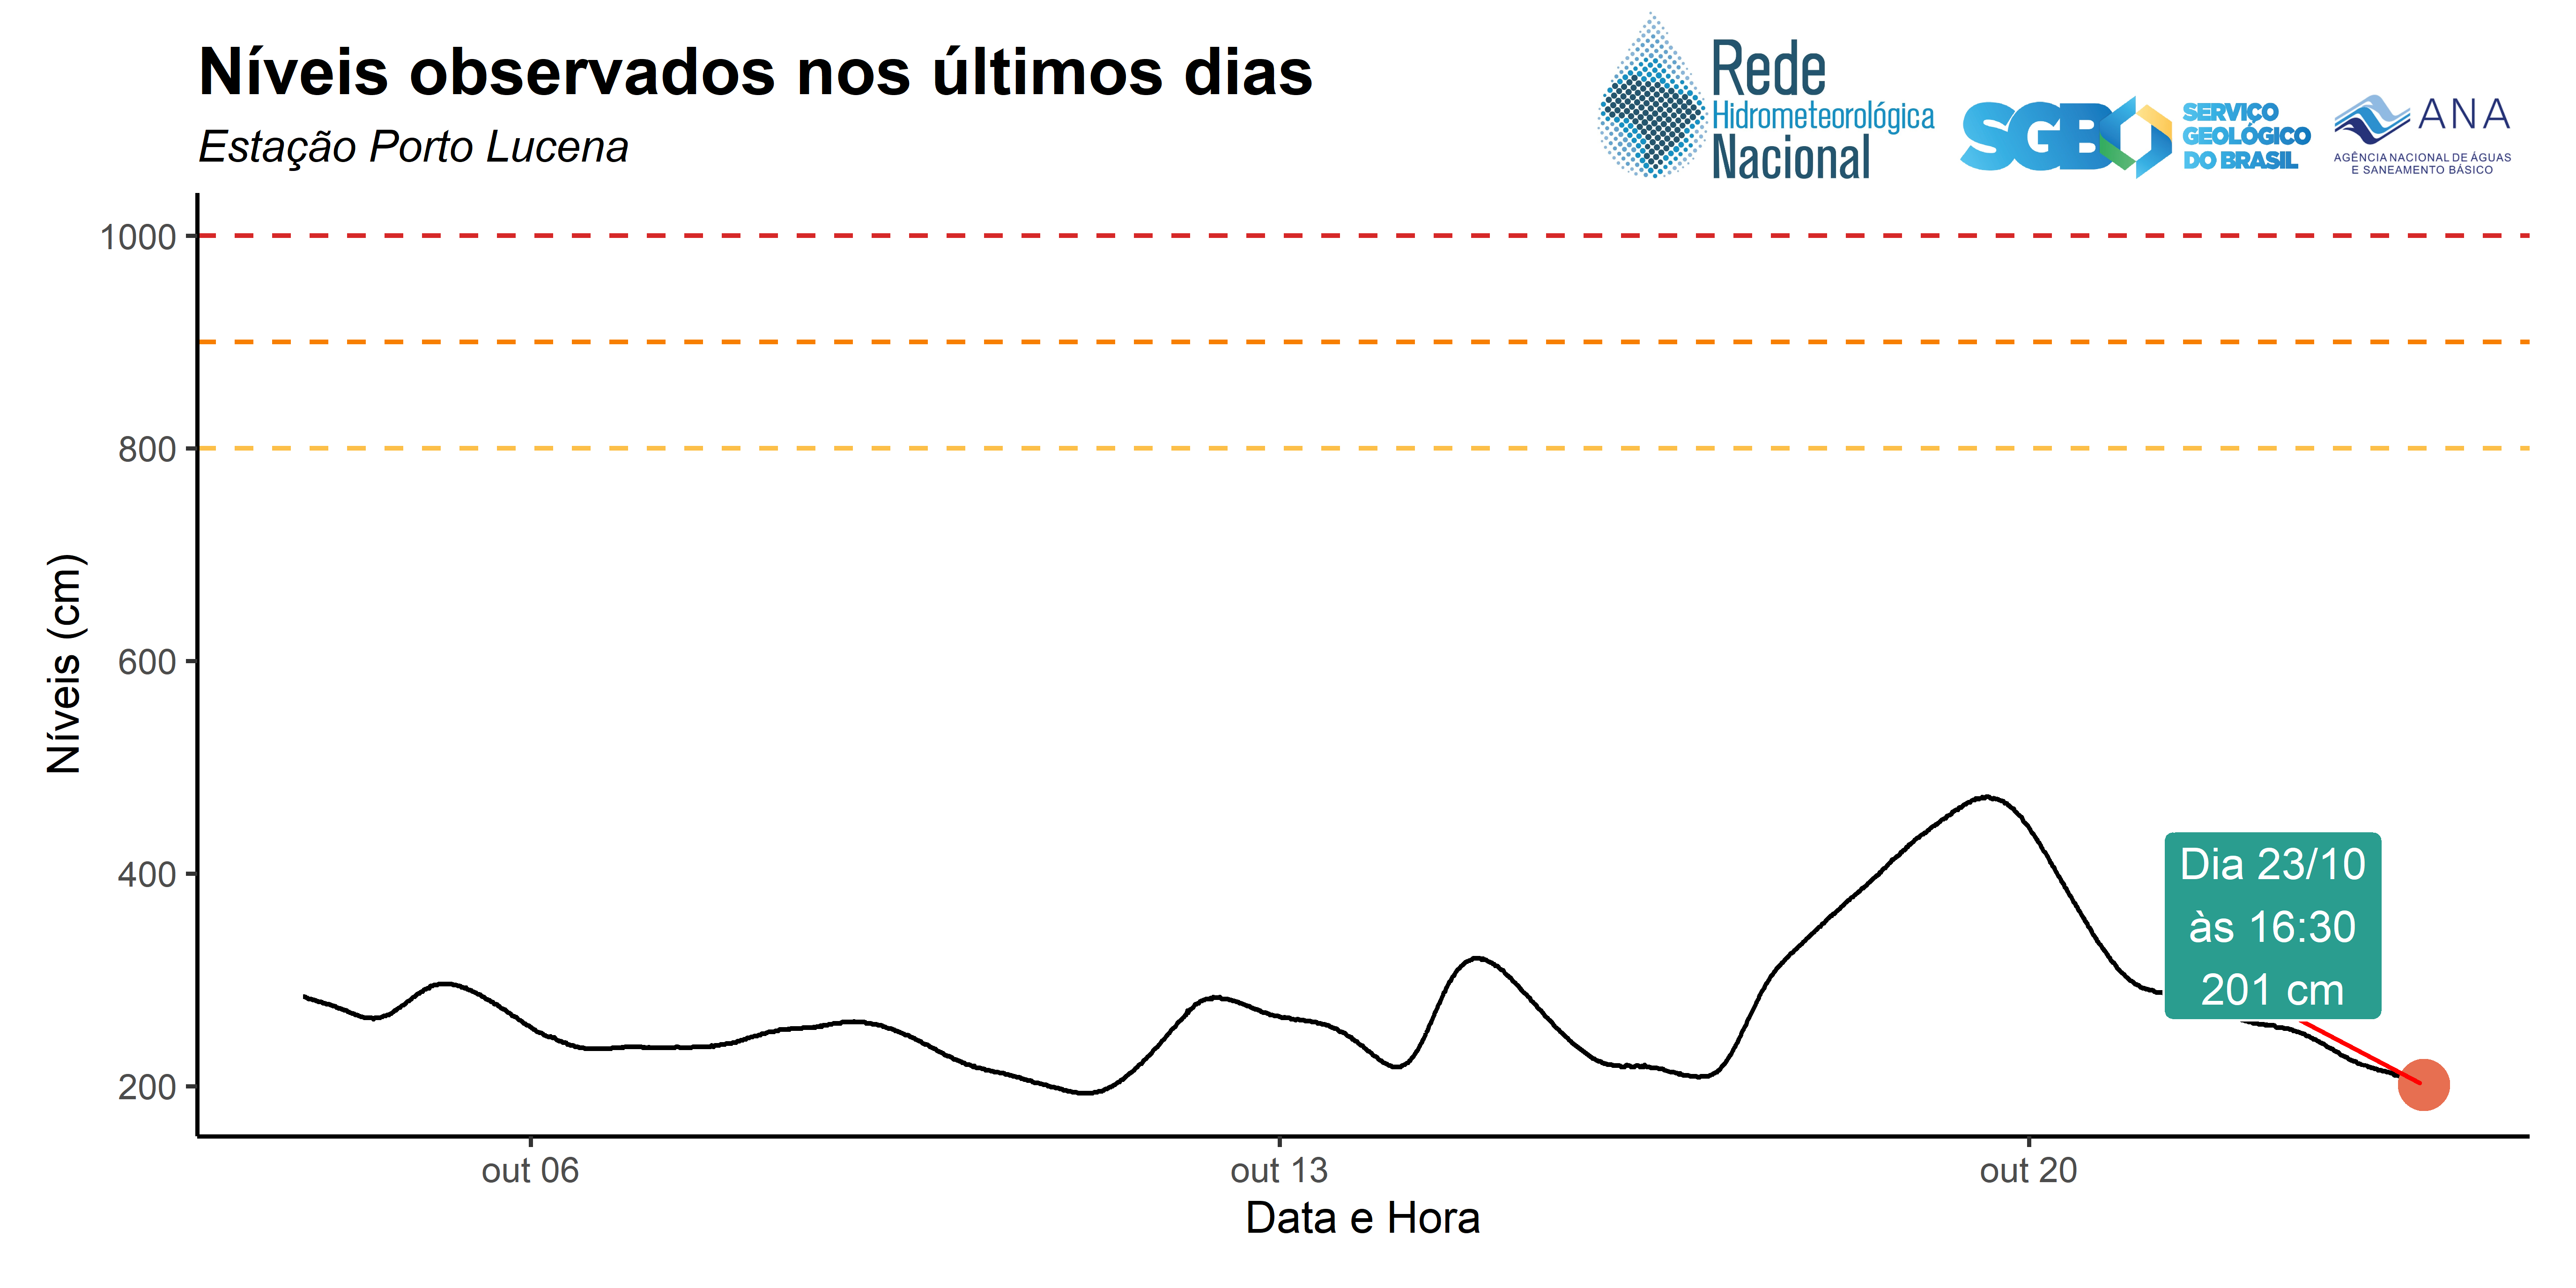 Níveis observados nos últimos dias
Estação Porto Lucena
Rede
Hidrometeorológica
Nacional
SGB
SERVIÇO
GEOLÓGICO
DO BRASIL
ANA
AGÊNCIA NACIONAL DE ÁGUAS
E SANEAMENTO BÁSICO
Níveis (cm)
1000
800
600
400
200
Dia 23/10
às 16:30
201 cm
out 06
out 13
out 20
Data e Hora